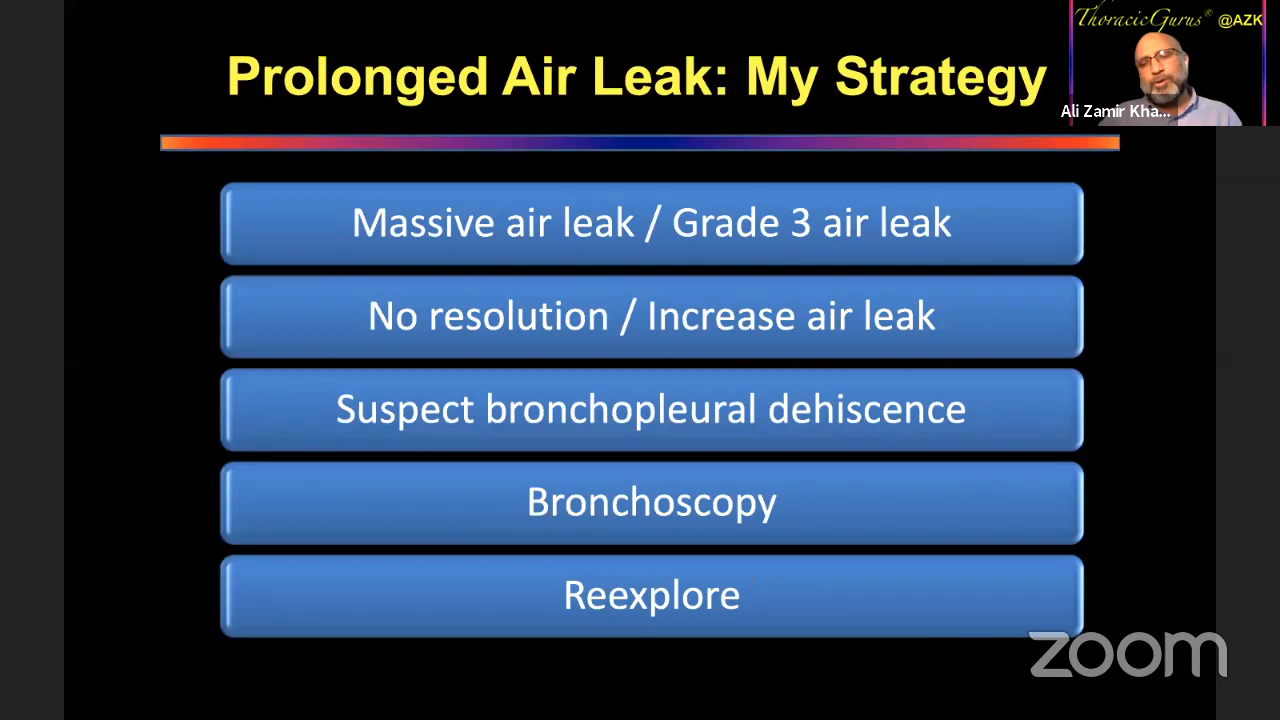 ThoracicGurus® @AZK
Prolonged Air Leak: My Strategy
Ali Zamir Kha...
Massive air leak / Grade 3 air leak
No resolution / Increase air leak
Suspect bronchopleural dehiscence
Bronchoscopy
Reexplore
zoom